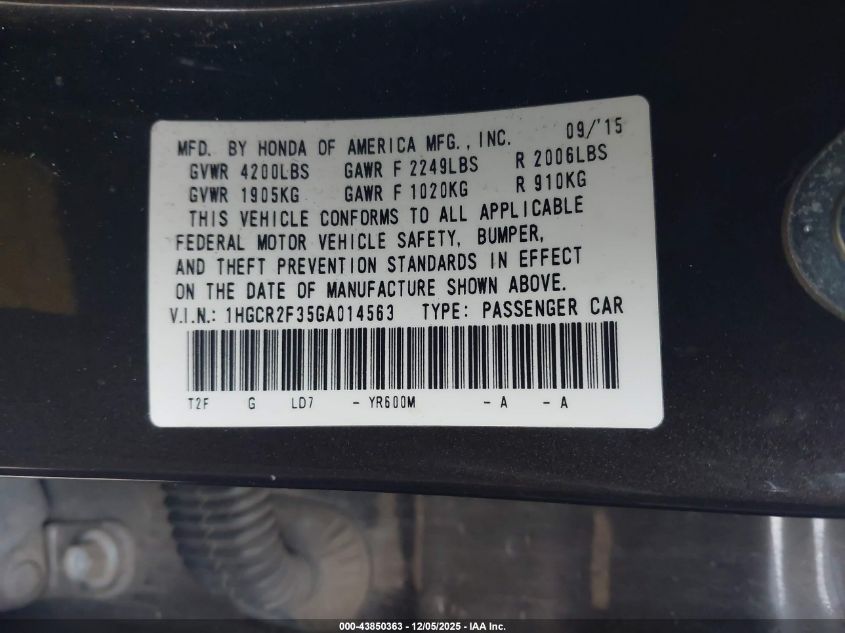 MFD. BY HONDA OF AMERICA MFG., INC. 09/'15
GVWR 4200LBS GAWR F 2249LBS R 2006LBS
GVWR 1905KG GAWR F 1020KG R 910KG
THIS VEHICLE CONFORMS TO ALL APPLICABLE
FEDERAL MOTOR VEHICLE SAFETY, BUMPER,
AND THEFT PREVENTION STANDARDS IN EFFECT
ON THE DATE OF MANUFACTURE SHOWN ABOVE.
V.I.N.: 1HGCR2F35GA014563 TYPE: PASSENGER CAR
T2F G LD7 - YR600M - A - A
000-43850363 - 12/05/2025 - IAA Inc.